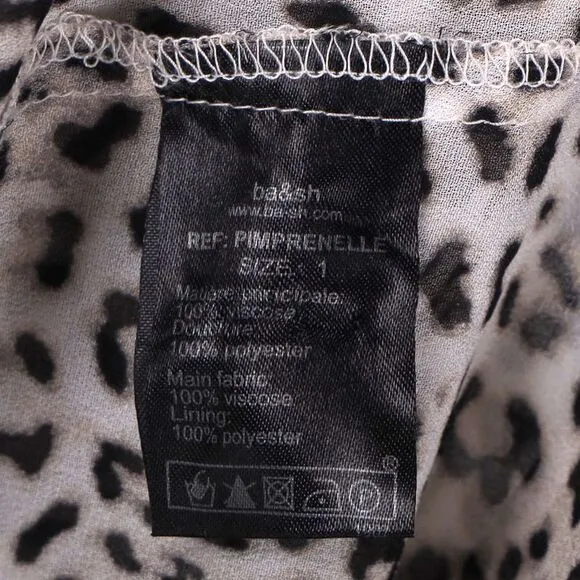 ba&sh
www.ba-sh.com
REF: PIMPRENELLE
SIZE: 1
Matière principale:
100% viscose
Doublure:
100% polyester
Main fabric:
100% viscose
Lining:
100% polyester
P
®